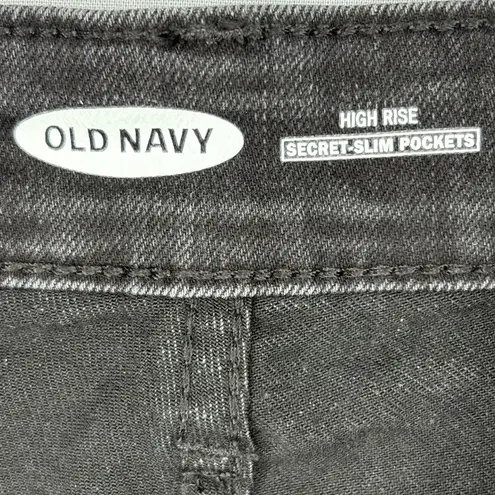 OLD NAVY
HIGH RISE
SECRET-SLIM POCKETS